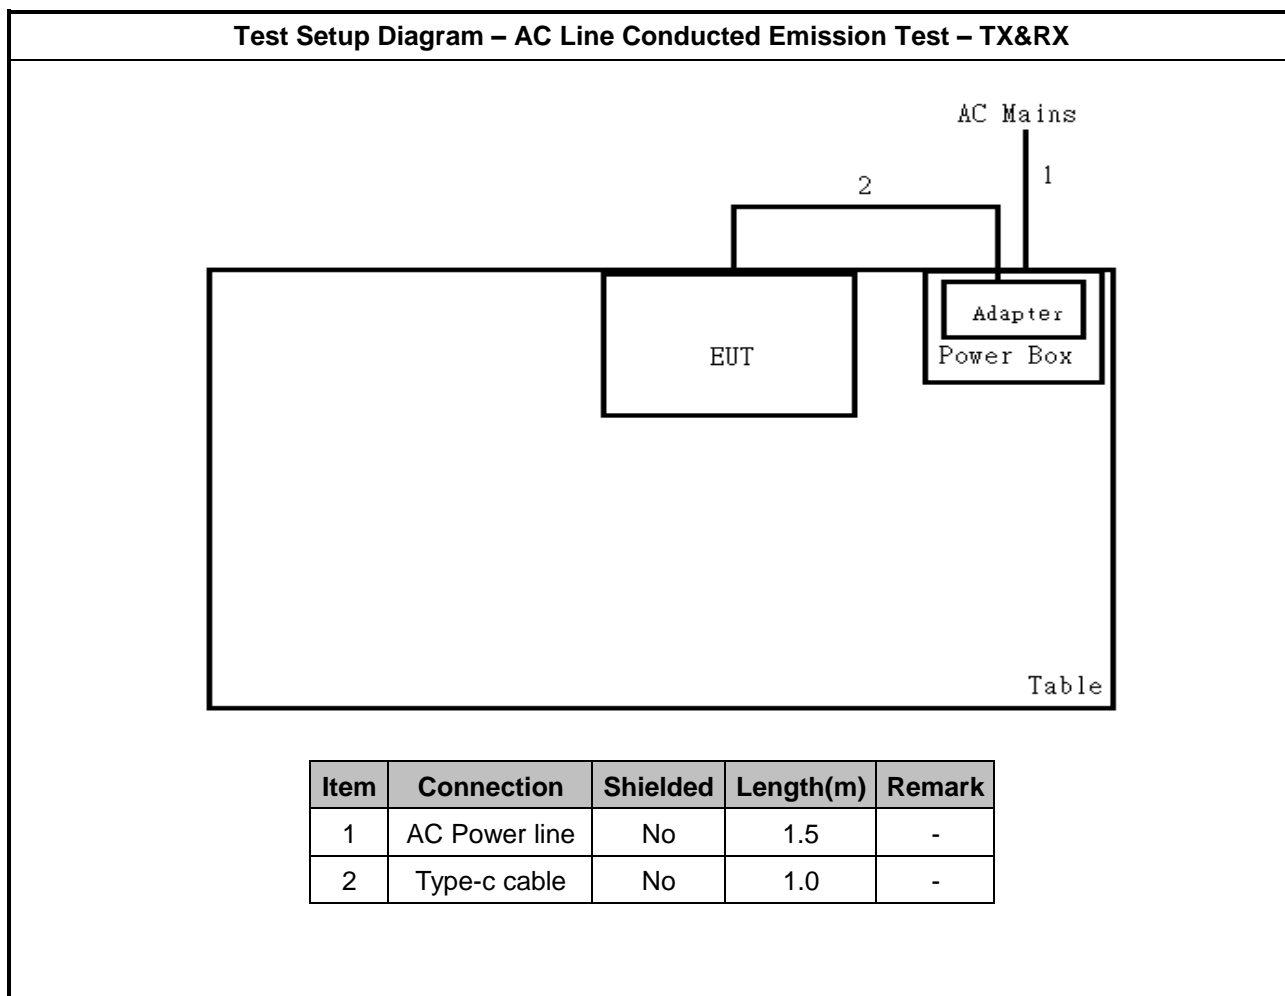 Test Setup Diagram – AC Line Conducted Emission Test – TX&RX
AC Mains
1
2
Adapter
Power Box
EUT
Table
Item Connection Shielded Length(m) Remark
1 AC Power line No 1.5 -
2 Type-c cable No 1.0 -